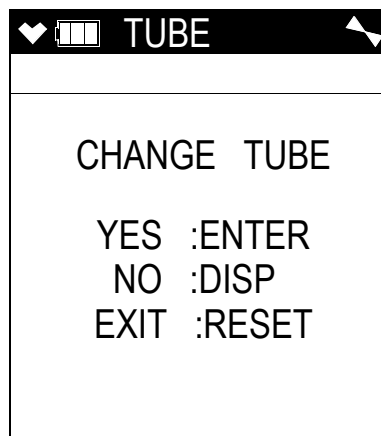 TUBE
CHANGE TUBE
YES :ENTER
NO :DISP
EXIT :RESET